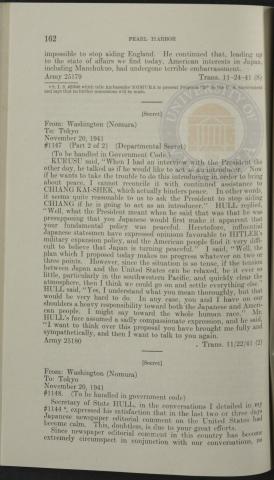 162 PEARL HARBOR
impossible to stop aiding England. He continued that, leading up
to the state of affairs we find today, American interests in Japan,
including Manchukuo, had undergone terrible embarrassment.
Army 25179 Trans. 11-24-41 (8)
[Secret]
From: Washington (Nomura)
To: Tokyo
November 20, 1941
#1147 (Part 2 of 2) (Departmental Secret)
(To be handled in Government Code.)
KURUSU said, "When I had an interview with the President the
other day, he talked as if he would like to act as an introducer. Now
if he wants to take the trouble to do the introducing in order to bring
about peace, I cannot reconcile it with continued assistance to
CHIANG KAI-SHEK, which actually hinders peace. In other words,
it seems quite reasonable to us to ask the President to stop aiding
CHIANG if he is going to act as an introducer." HULL replied,
"Well, what the President meant when he said that was that he was
presupposing that you Japanese would first make it apparent that
your fundamental policy was peaceful. Heretofore, influential
Japanese statesmen have expressed opinions favorable to HITLER's
military expansion policy, and the American people find it very diffi-
cult to believe that Japan is turning peaceful." I said, "Well, the
plan which I proposed today makes no progress whatever on two or
three points. However, since the situation is so tense, if the tension
between Japan and the United States can be relaxed, be it ever so
little, particularly in the southwestern Pacific, and quickly clear the
atmosphere, then I think we could go on and settle everything else."
HULL said, "Yes, I understand what you mean thoroughly, but that
would be very hard to do. In any case, you and I have on our
shoulders a heavy responsibility toward both the Japanese and Ameri-
can people. I might say toward the whole human race." Mr.
HULL's face assumed a sadly compassionate expression, and he said,
"I want to think over this proposal you have brought me fully and
sympathetically, and then I want to talk to you again.
Army 25180 Trans. 11/22/41 (2)
[Secret]
From: Washington (Nomura)
To: Tokyo
November 20, 1941
#1148. (To be handled in government code)
Secretary of State HULL, in the conversations I detailed in my
#1144 a, expressed his satisfaction that in the last two or three days
Japanese newspaper editorial comment on the United States had
become calm. This, doubtless, is due to your great efforts.
Since newspaper editorial comment in this country has become
extremely circumspect in conjunction with our conversations, no